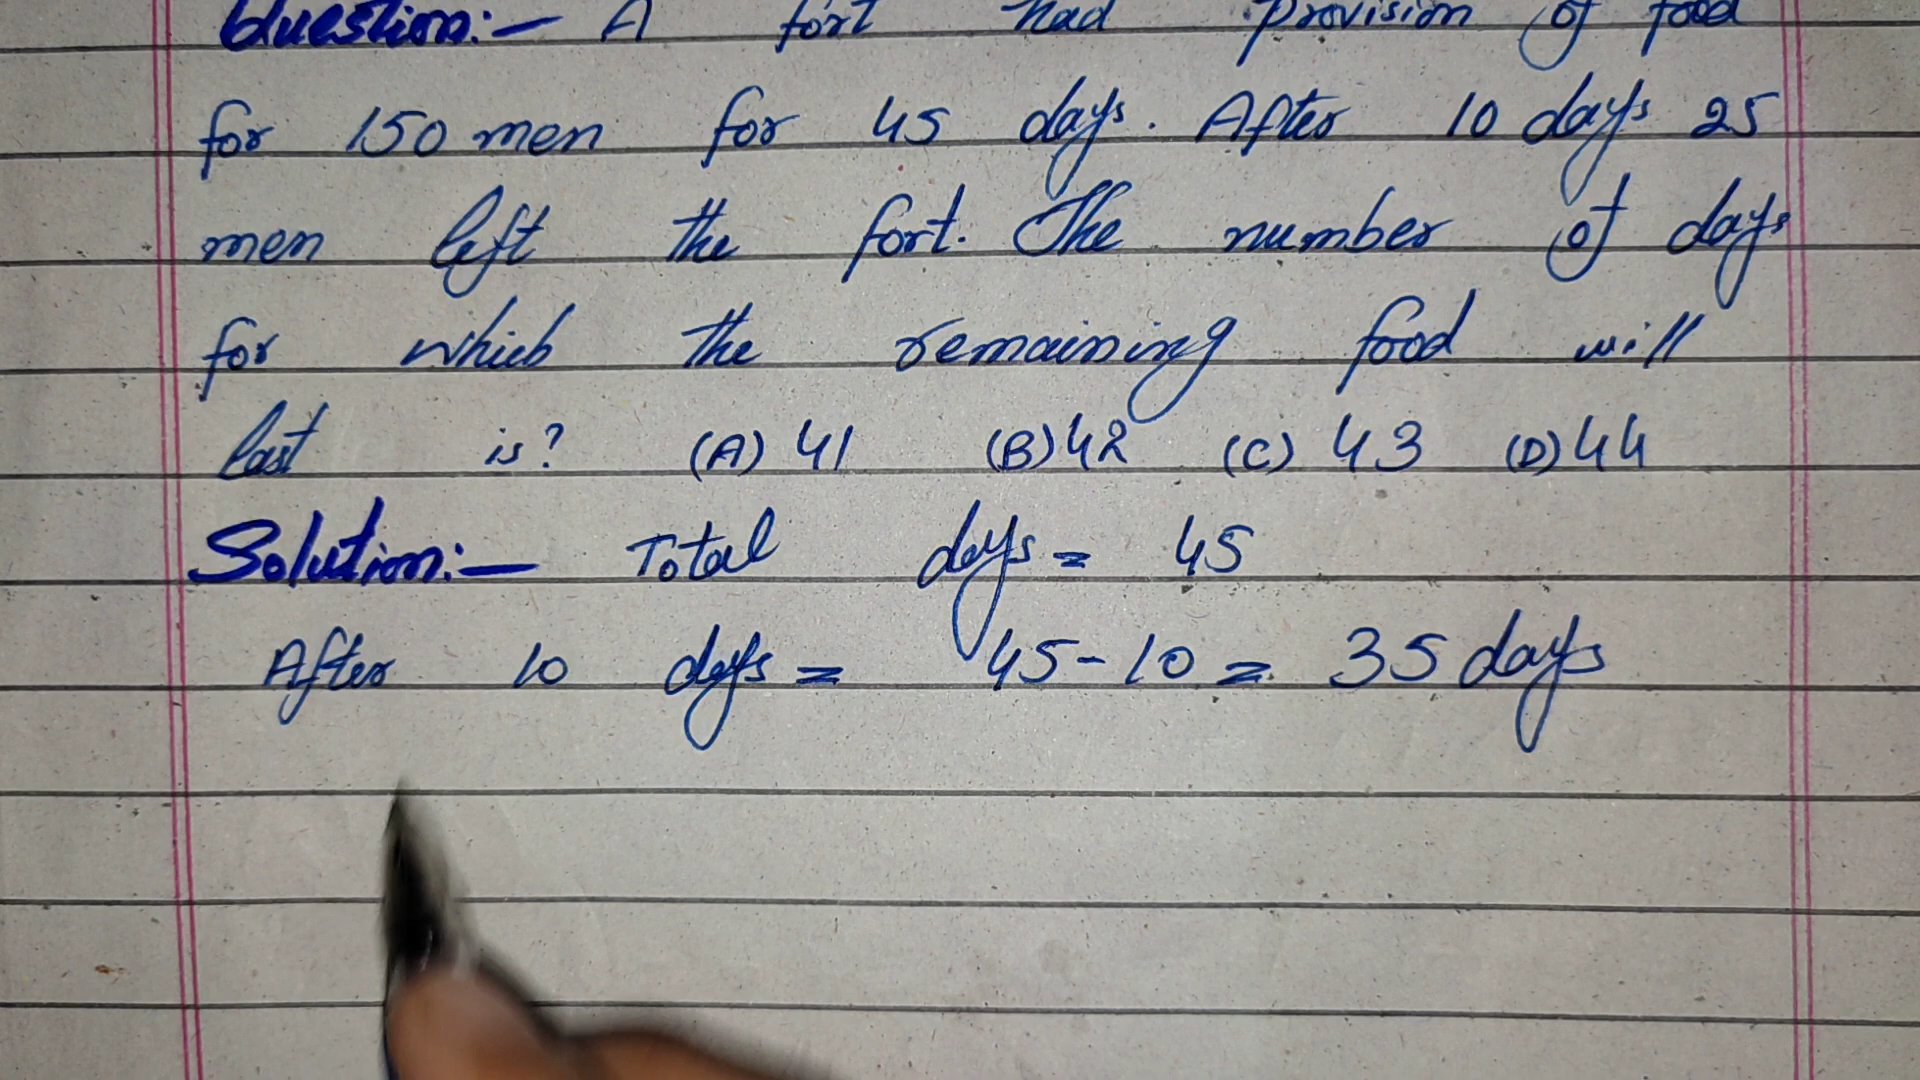 Question:- A fort had provision of food
for 150 men for 45 days. After 10 days 25
men left the fort. The number of days
for which the remaining food will
last is? (A) 41 (B) 42 (C) 43 (D) 44
Solution:- Total days = 45
After 10 days = 45-10 = 35 days